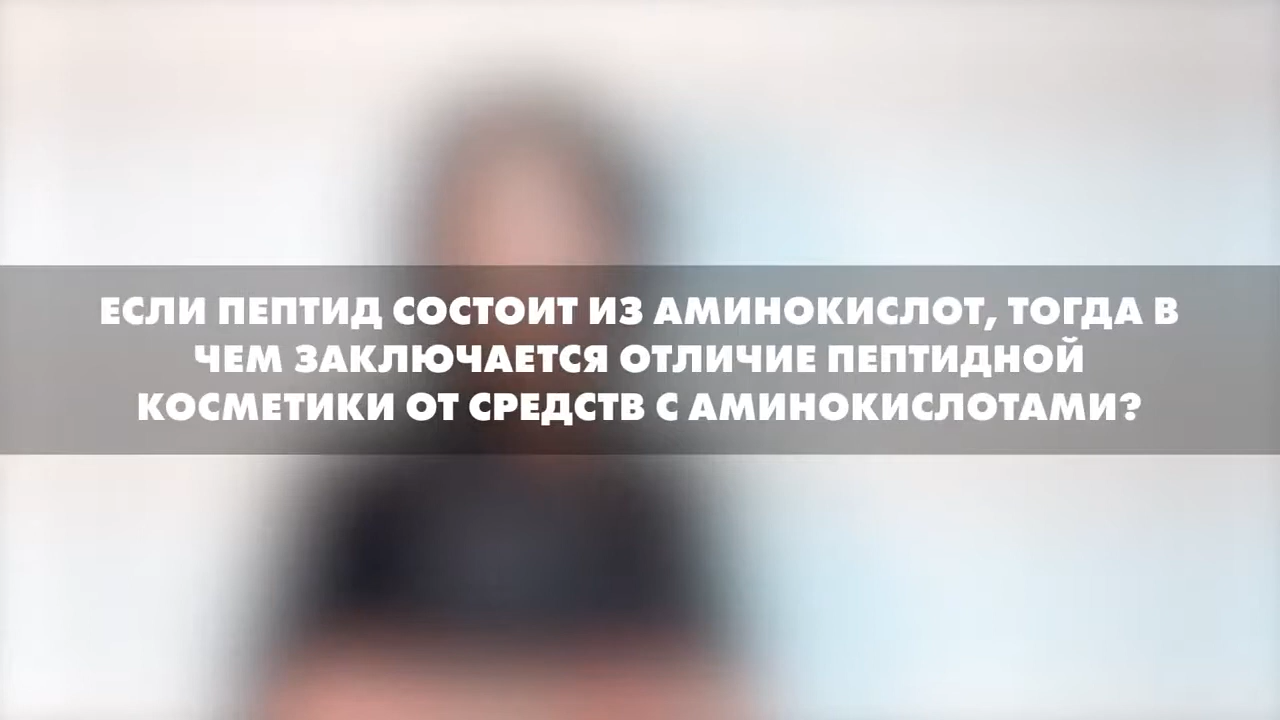 ЕСЛИ ПЕПТИД СОСТОИТ ИЗ АМИНОКИСЛОТ, ТОГДА В
ЧЕМ ЗАКЛЮЧАЕТСЯ ОТЛИЧИЕ ПЕПТИДНОЙ
КОСМЕТИКИ ОТ СРЕДСТВ С АМИНОКИСЛОТАМИ?